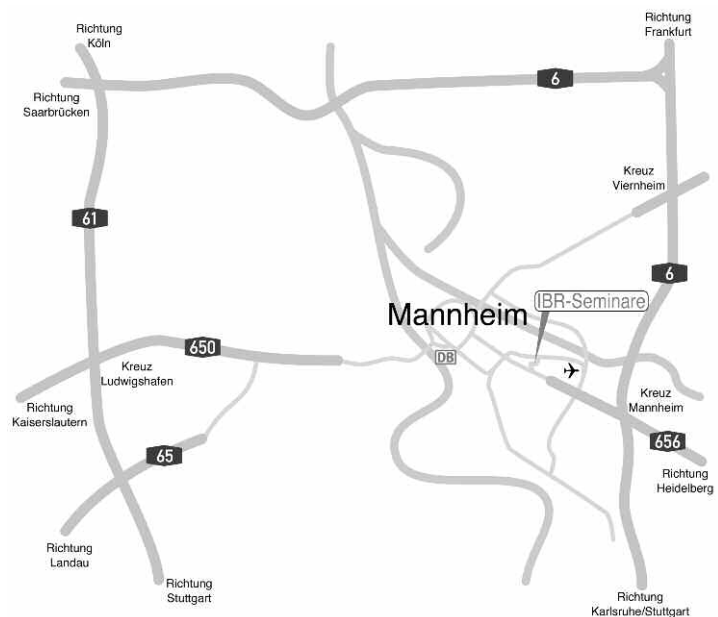 Richtung
Köln
Richtung
Frankfurt
6
Richtung
Saarbrücken
Kreuz
Viernheim
61
6
IBR-Seminare
Mannheim
650
DB
Kreuz
Ludwigshafen
Richtung
Kaiserslautern
Kreuz
Mannheim
656
65
Richtung
Heidelberg
Richtung
Landau
Richtung
Stuttgart
Richtung
Karlsruhe/Stuttgart